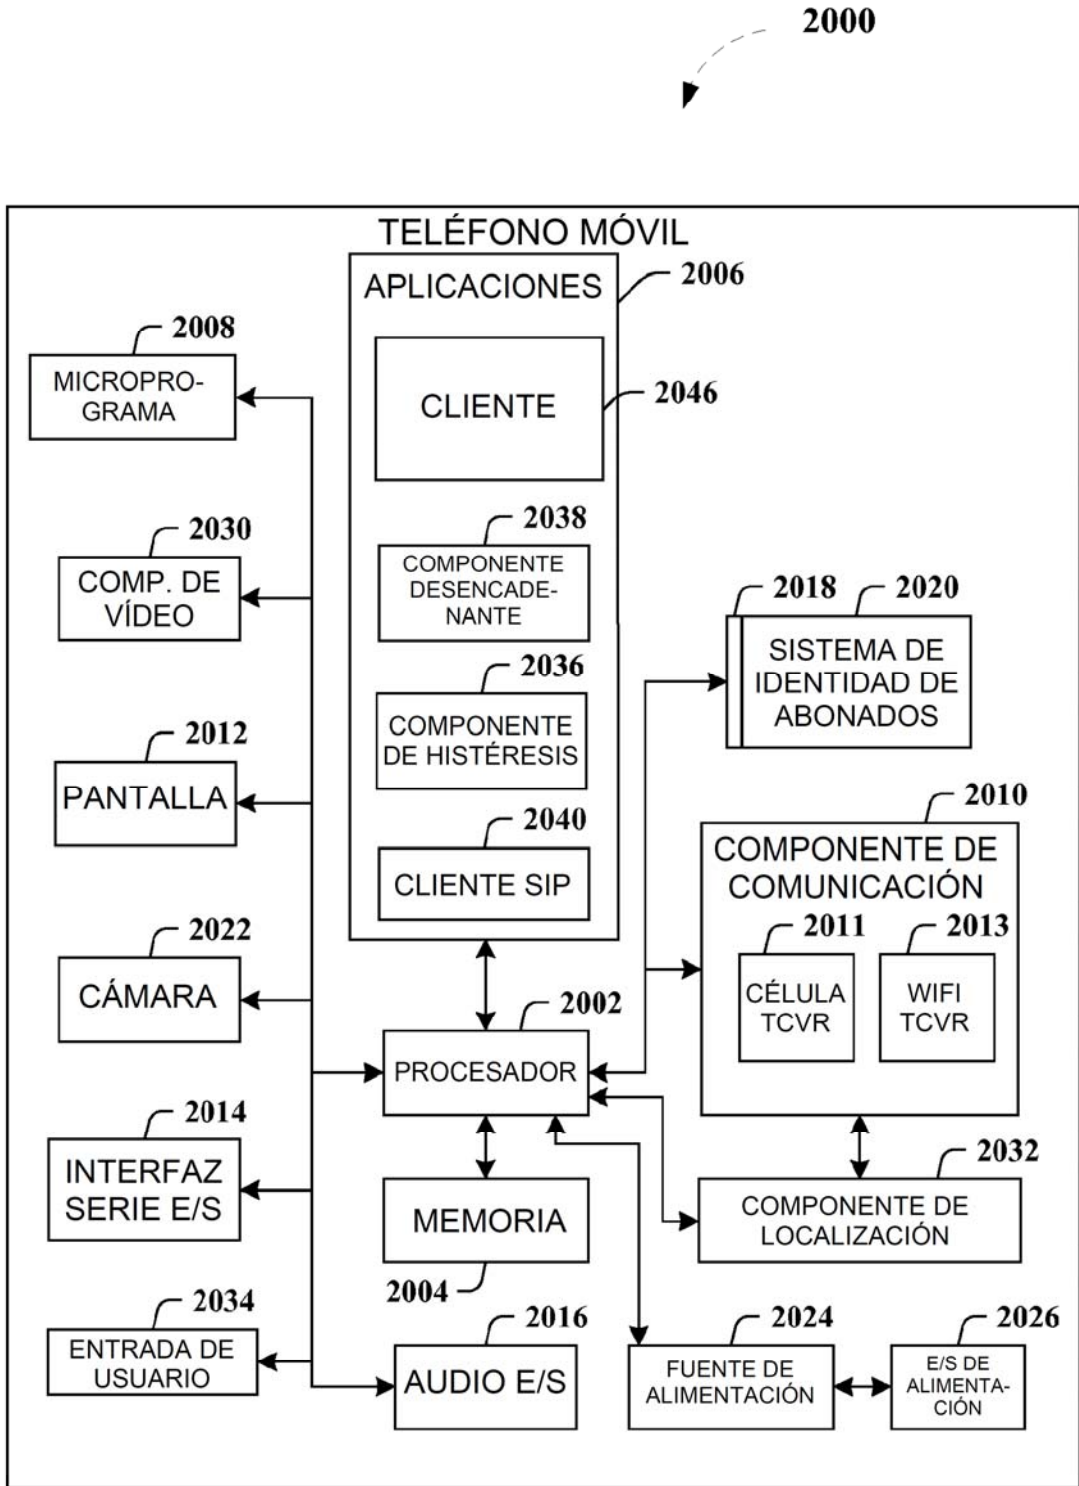 2000
TELÉFONO MÓVIL
APLICACIONES
2006
CLIENTE
2046
2038
COMPONENTE
DESENCADE-
NANTE
2036
COMPONENTE
DE HISTÉRESIS
2040
CLIENTE SIP
2008
MICROPRO-
GRAMA
2030
COMP. DE
VÍDEO
2012
PANTALLA
2022
CÁMARA
2014
INTERFAZ
SERIE E/S
2034
ENTRADA DE
USUARIO
2002
PROCESADOR
MEMORIA
2004
2016
AUDIO E/S
2018
2020
SISTEMA DE
IDENTIDAD DE
ABONADOS
2010
COMPONENTE DE
COMUNICACIÓN
2011
CÉLULA
TCVR
2013
WIFI
TCVR
2032
COMPONENTE DE
LOCALIZACIÓN
2024
FUENTE DE
ALIMENTACIÓN
2026
E/S DE
ALIMENTA-
CIÓN